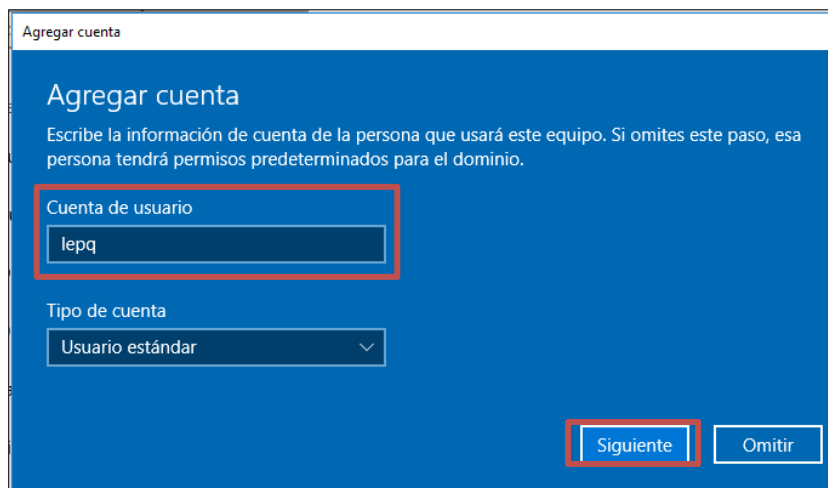 Agregar cuenta
Agregar cuenta
Escribe la información de cuenta de la persona que usará este equipo. Si omites este paso, esa
persona tendrá permisos predeterminados para el dominio.
Cuenta de usuario
lepq
Tipo de cuenta
Usuario estándar
Siguiente
Omitir